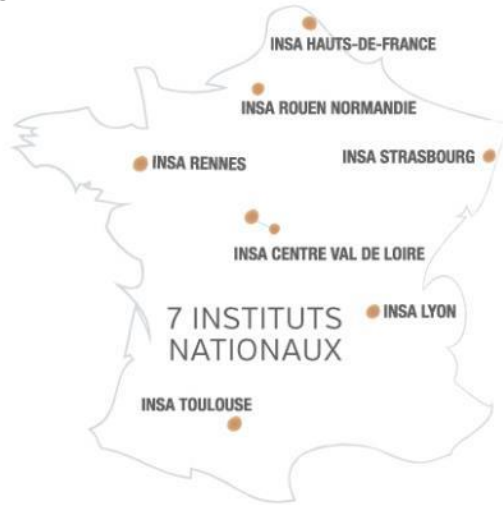 INSA HAUTS-DE-FRANCE
INSA ROUEN NORMANDIE
INSA RENNES
INSA STRASBOURG
INSA CENTRE VAL DE LOIRE
7 INSTITUTS
NATIONAUX
INSA LYON
INSA TOULOUSE